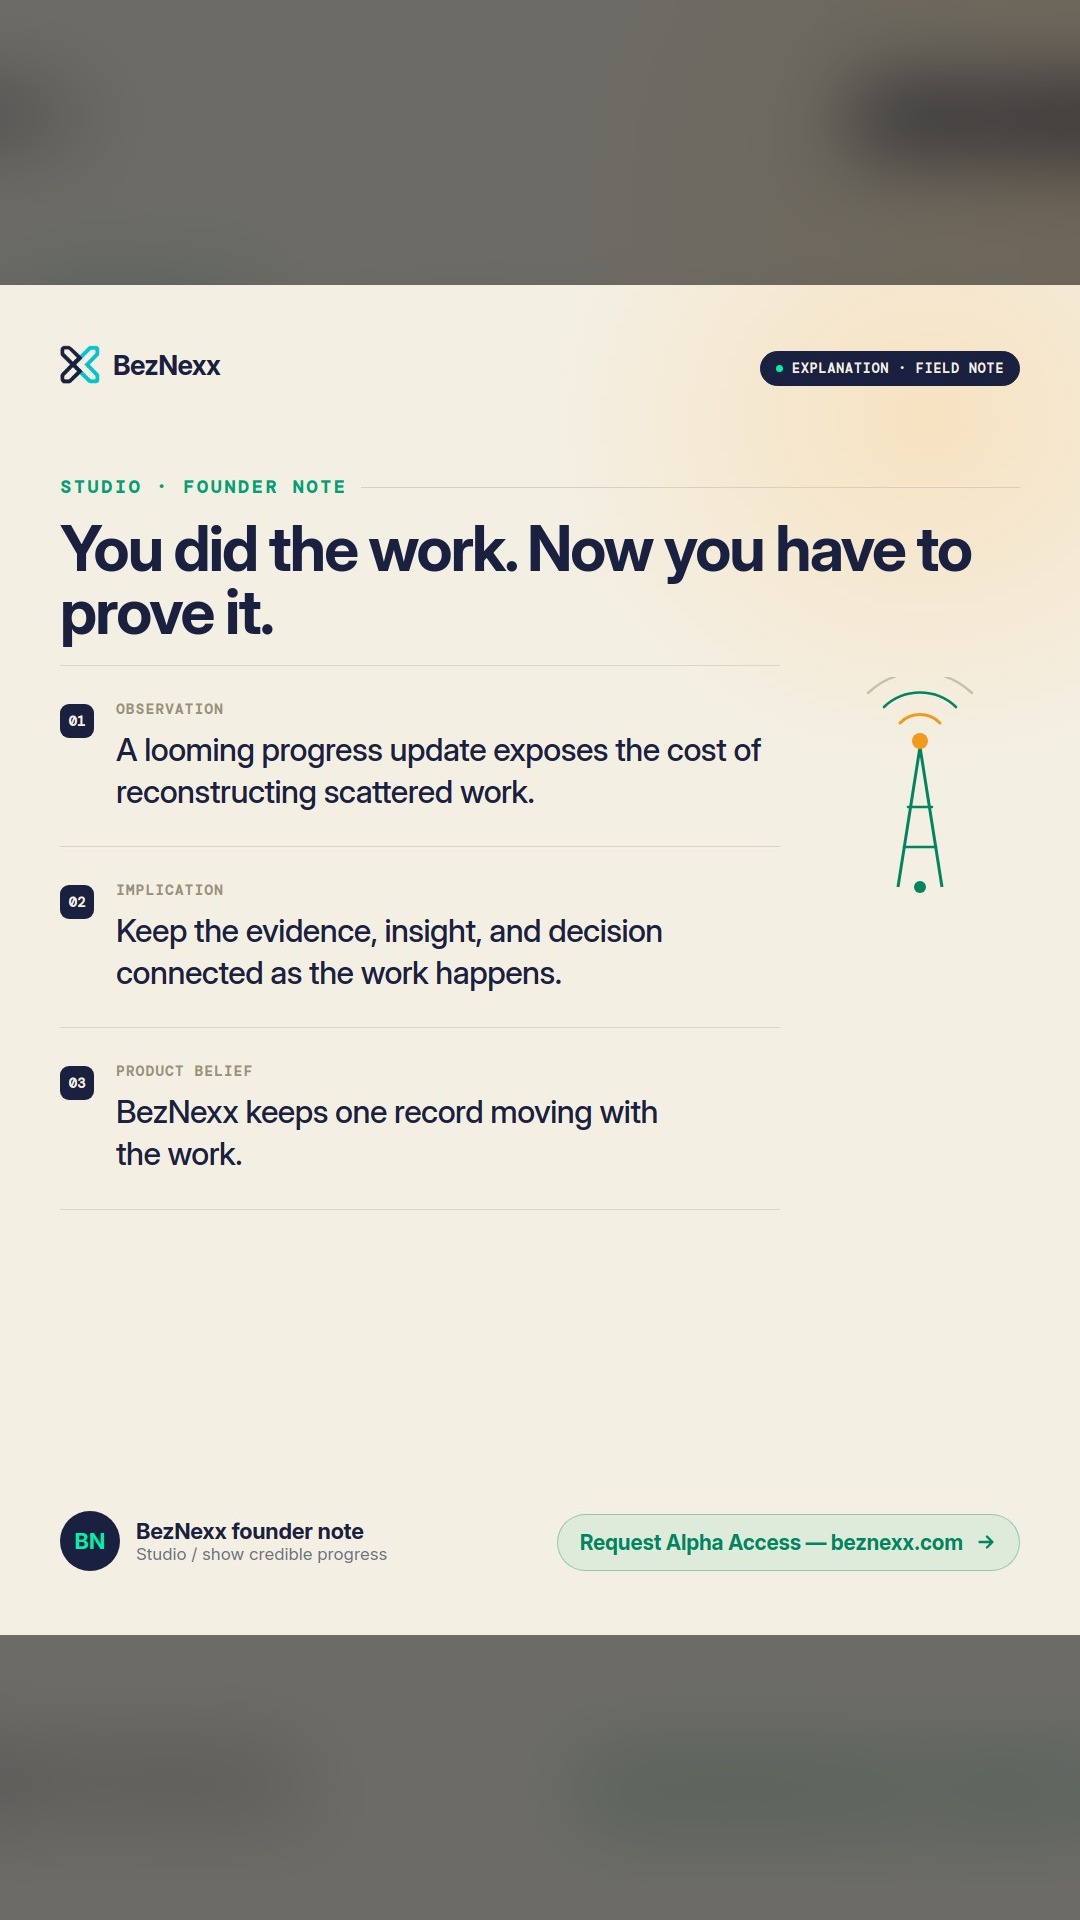 BezNexx
EXPLANATION · FIELD NOTE
STUDIO · FOUNDER NOTE
You did the work. Now you have to
prove it.
01
OBSERVATION
A looming progress update exposes the cost of
reconstructing scattered work.
02
IMPLICATION
Keep the evidence, insight, and decision
connected as the work happens.
03
PRODUCT BELIEF
BezNexx keeps one record moving with
the work.
BN
BezNexx founder note
Studio / show credible progress
Request Alpha Access — beznexx.com →